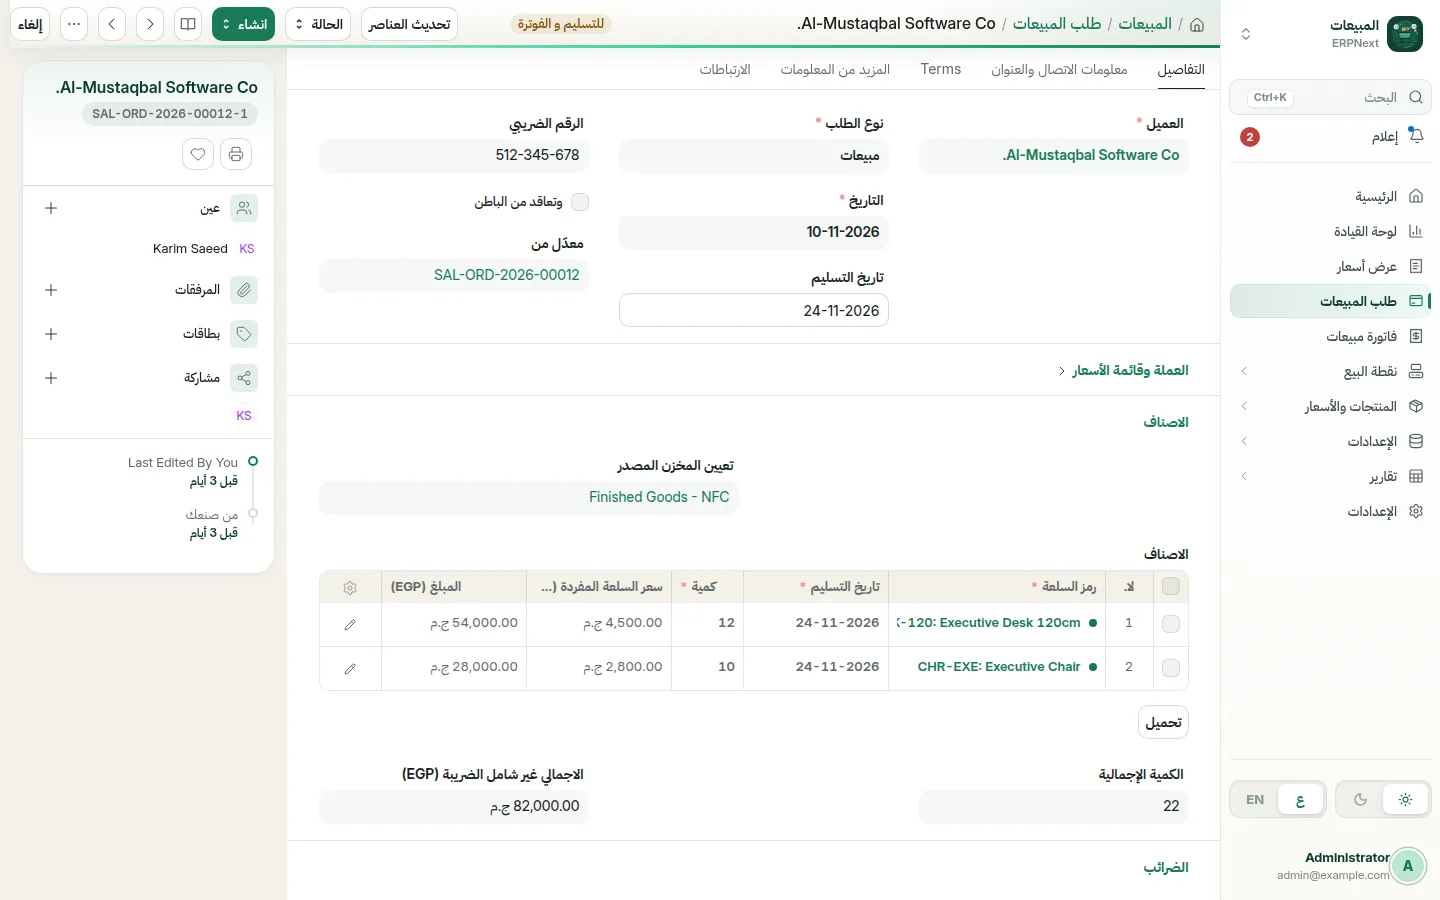 المبيعات
ERPNext
البحث
Ctrl+K
إعلام
2
الرئيسية
لوحة القيادة
عرض أسعار
طلب المبيعات
فاتورة مبيعات
نقطة البيع
المنتجات والأسعار
الإعدادات
تقارير
الإعدادات
ع
EN
Administrator
admin@example.com
A
المبيعات / طلب المبيعات / Al-Mustaqbal Software Co.
للتسليم و الفوترة
تحديث العناصر
الحالة
انشاء
إلغاء
التفاصيل
معلومات الاتصال والعنوان
Terms
المزيد من المعلومات
الارتباطات
العميل *
Al-Mustaqbal Software Co.
نوع الطلب *
مبيعات
التاريخ *
10-11-2026
تاريخ التسليم
24-11-2026
الرقم الضريبي
512-345-678
وتعاقد من الباطن
معدّل من
SAL-ORD-2026-00012
العملة وقائمة الأسعار
الاصناف
تعيين المخزن المصدر
Finished Goods - NFC
الاصناف
لا. رمز السلعة * تاريخ التسليم * كمية * سعر السلعة المفردة (... المبلغ (EGP)
1 K-120: Executive Desk 120cm 24-11-2026 12 4,500.00 ج.م 54,000.00 ج.م
2 CHR-EXE: Executive Chair 24-11-2026 10 2,800.00 ج.م 28,000.00 ج.م
تحميل
الكمية الإجمالية
22
الاجمالي غير شامل الضريبة (EGP)
82,000.00 ج.م
الضرائب
Al-Mustaqbal Software Co.
SAL-ORD-2026-00012-1
عين
KS Karim Saeed
المرفقات
بطاقات
مشاركة
KS
Last Edited By You
قبل 3 أيام
من صنعك
قبل 3 أيام